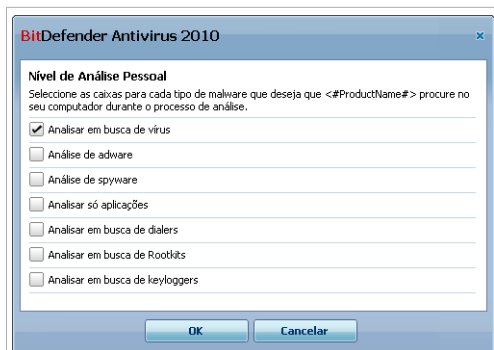 BitDefender Antivirus 2010
Nível de Análise Pessoal
Seleccione as caixas para cada tipo de malware que deseja que <#ProductName#> procure no
seu computador durante o processo de análise.
Analisar em busca de vírus
Análise de adware
Análise de spyware
Analisar só aplicações
Analisar em busca de dialers
Analisar em busca de Rootkits
Analisar em busca de keyloggers
OK
Cancelar